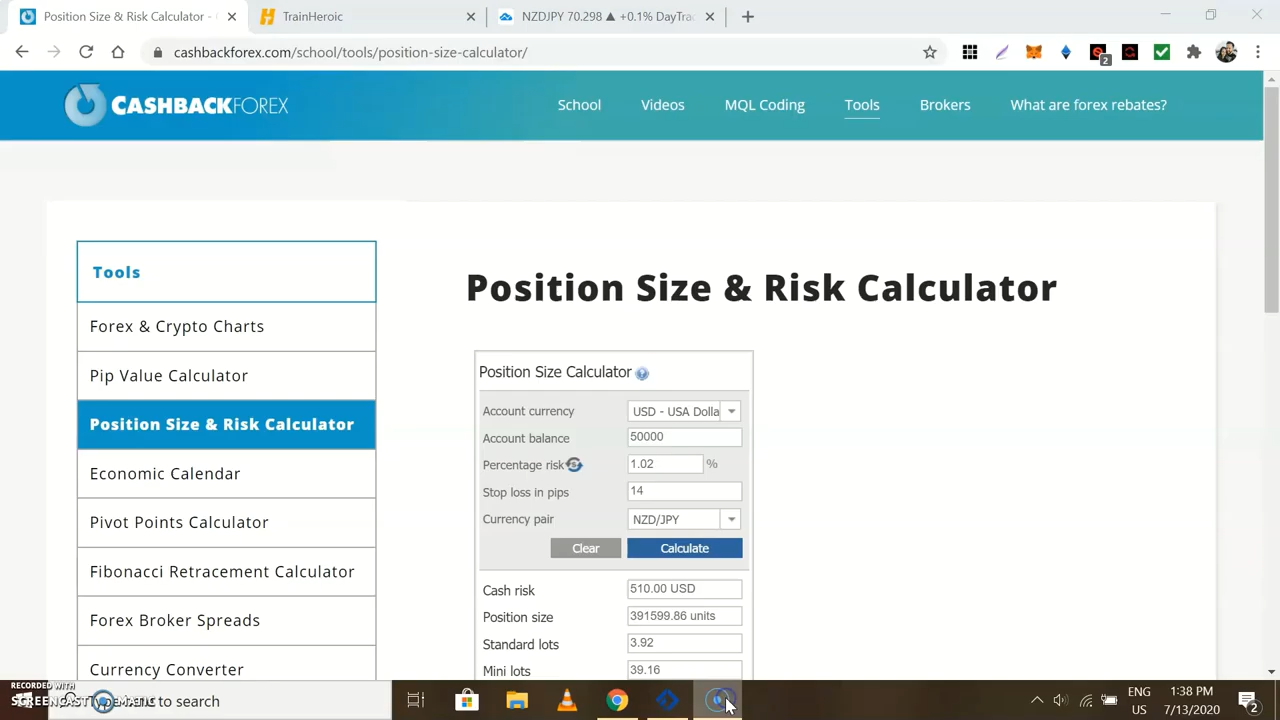 Position Size & Risk Calculator -
TrainHeroic
NZDJPY 70.298 ▲ +0.1% DayTra
cashbackforex.com/school/tools/position-size-calculator/
2
CASHBACKFOREX
School
Videos
MQL Coding
Tools
Brokers
What are forex rebates?
Tools
Forex & Crypto Charts
Pip Value Calculator
Position Size & Risk Calculator
Economic Calendar
Pivot Points Calculator
Fibonacci Retracement Calculator
Forex Broker Spreads
Currency Converter
Position Size & Risk Calculator
Position Size Calculator
Account currency USD - USA Dolla
Account balance 50000
Percentage risk 1.02 %
Stop loss in pips 14
Currency pair NZD/JPY
Clear Calculate
Cash risk 510.00 USD
Position size 391599.86 units
Standard lots 3.92
Mini lots 39.16
RECORDED WITH
SCREENCAST-O-MATIC
to search
ENG
US
1:38 PM
7/13/2020
2